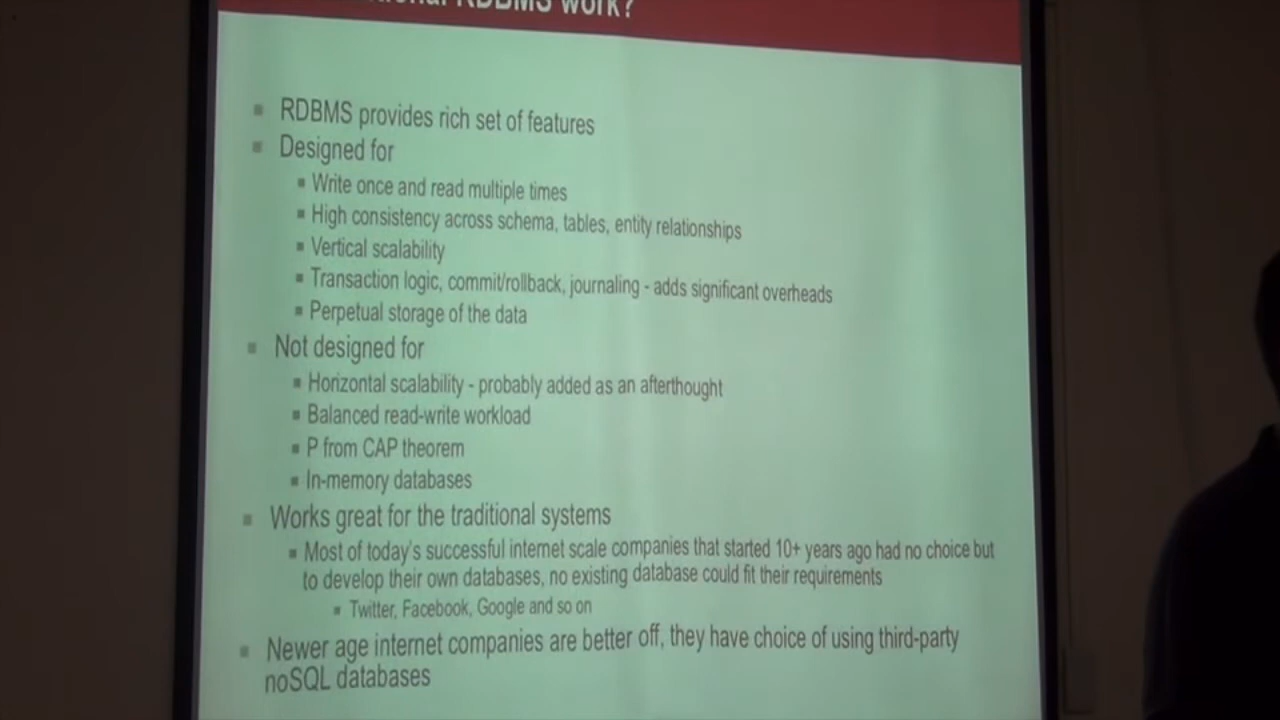 RDBMS work?
RDBMS provides rich set of features
Designed for
Write once and read multiple times
High consistency across schema, tables, entity relationships
Vertical scalability
Transaction logic, commit/rollback, journaling - adds significant overheads
Perpetual storage of the data
Not designed for
Horizontal scalability - probably added as an afterthought
Balanced read-write workload
P from CAP theorem
In-memory databases
Works great for the traditional systems
Most of today's successful internet scale companies that started 10+ years ago had no choice but
to develop their own databases, no existing database could fit their requirements
Twitter, Facebook, Google and so on
Newer age internet companies are better off, they have choice of using third-party
noSQL databases